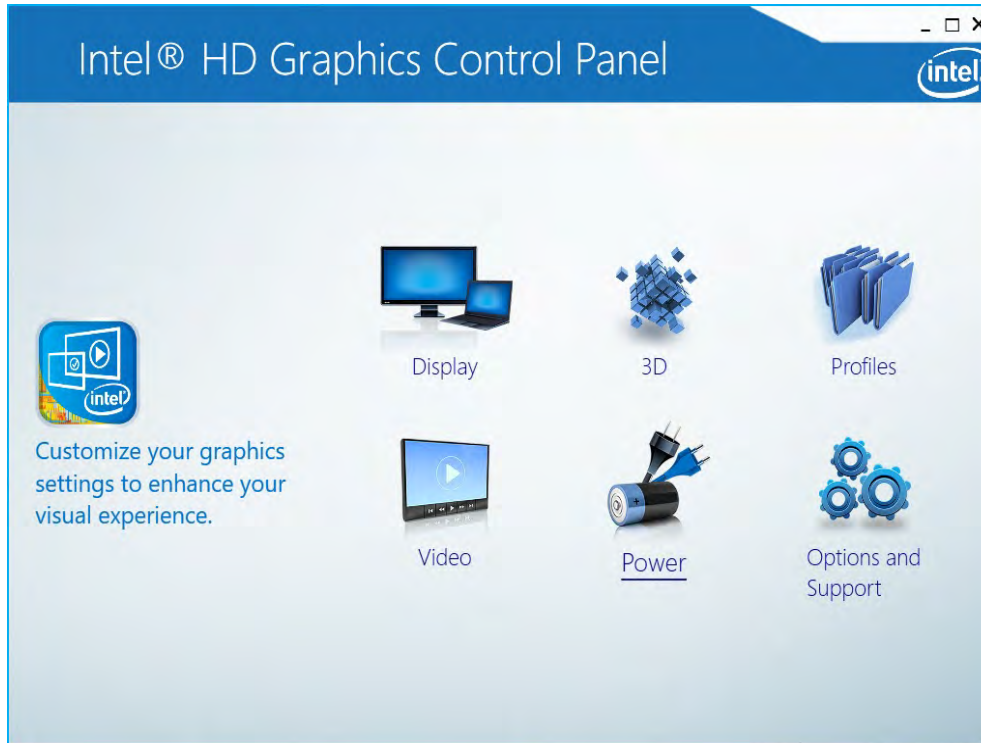 Intel® HD Graphics Control Panel
intel
Display
3D
Profiles
intel
Customize your graphics
settings to enhance your
visual experience.
Video
Power
Options and
Support